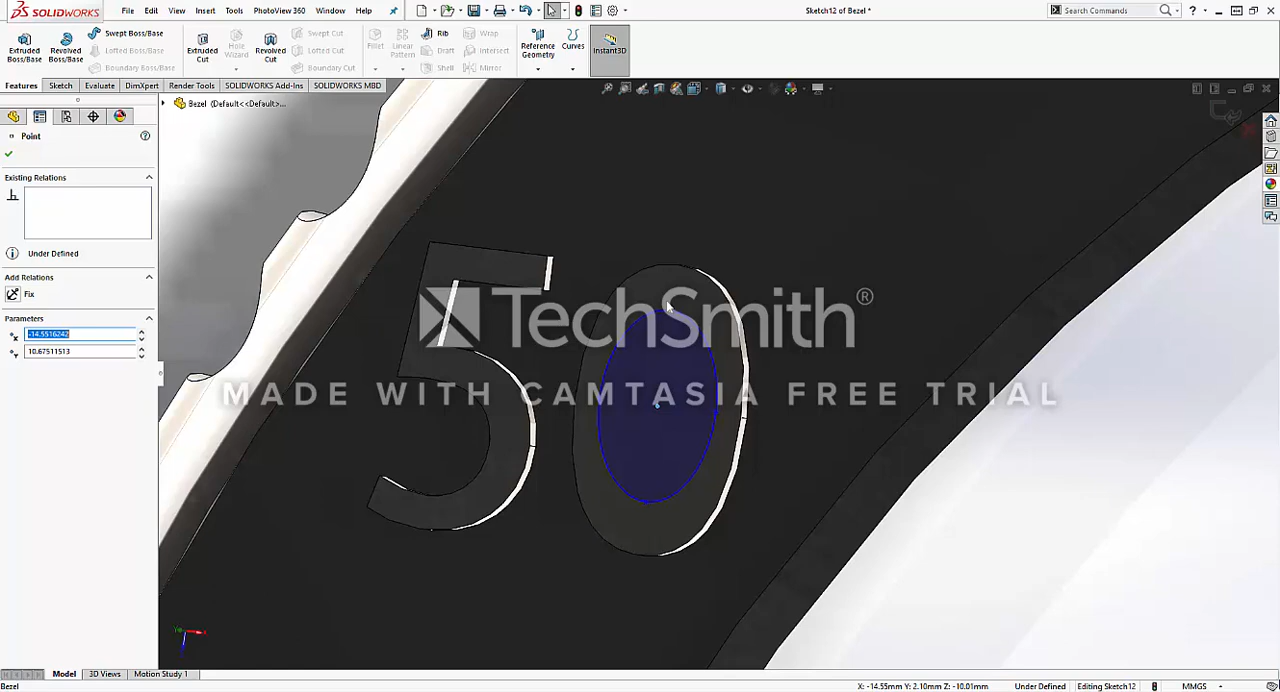 SOLIDWORKS
File Edit View Insert Tools PhotoView 360 Window Help
Sketch12 of Bezel *
Search Commands
Extruded Boss/Base
Revolved Boss/Base
Swept Boss/Base
Lofted Boss/Base
Boundary Boss/Base
Extruded Cut
Hole Wizard
Revolved Cut
Swept Cut
Lofted Cut
Boundary Cut
Fillet
Linear Pattern
Rib
Draft
Shell
Wrap
Intersect
Mirror
Reference Geometry
Curves
Instant3D
Features Sketch Evaluate DimXpert Render Tools SOLIDWORKS Add-Ins SOLIDWORKS MBD
Bezel (Default<<Default>...
Point
Existing Relations
Under Defined
Add Relations
Fix
Parameters
-14.5516242
10.67511513
50
TechSmith®
MADE WITH CAMTASIA FREE TRIAL
Model 3D Views Motion Study 1
Bezel
X: -14.55mm Y: 2.10mm Z: -10.01mm Under Defined Editing Sketch12 MMGS